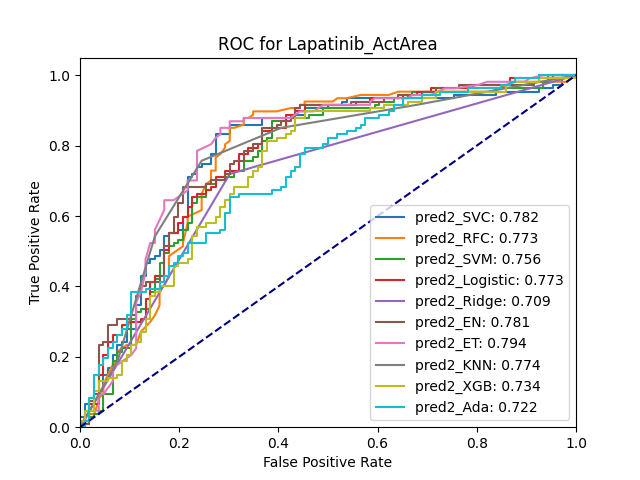 ROC for Lapatinib_ActArea
True Positive Rate
1.0
0.8
0.6
0.4
0.2
0.0
pred2_SVC: 0.782
pred2_RFC: 0.773
pred2_SVM: 0.756
pred2_Logistic: 0.773
pred2_Ridge: 0.709
pred2_EN: 0.781
pred2_ET: 0.794
pred2_KNN: 0.774
pred2_XGB: 0.734
pred2_Ada: 0.722
0.0 0.2 0.4 0.6 0.8 1.0
False Positive Rate